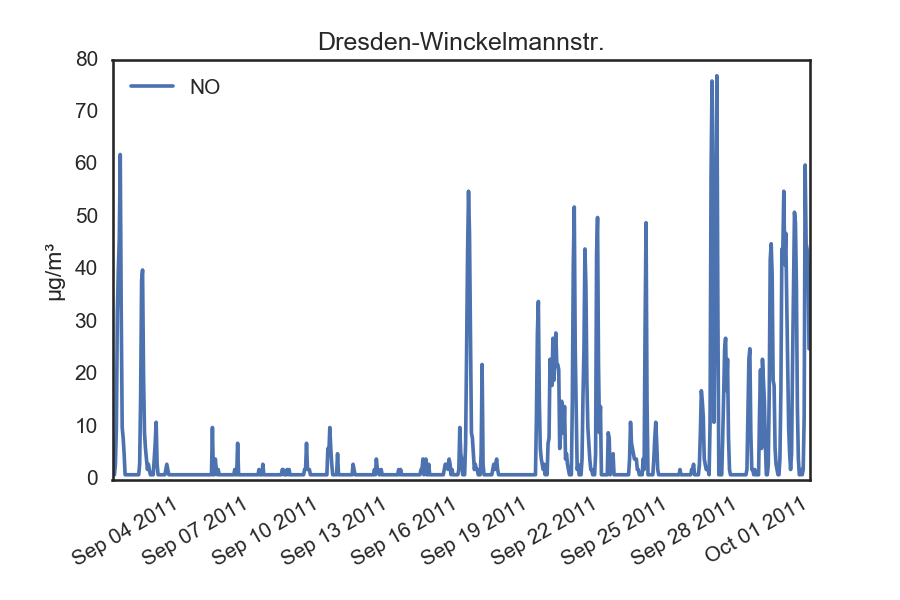 Dresden-Winckelmannstr.
80
NO
70
60
50
µg/m³
40
30
20
10
0
Sep 04 2011
Sep 07 2011
Sep 10 2011
Sep 13 2011
Sep 16 2011
Sep 19 2011
Sep 22 2011
Sep 25 2011
Sep 28 2011
Oct 01 2011